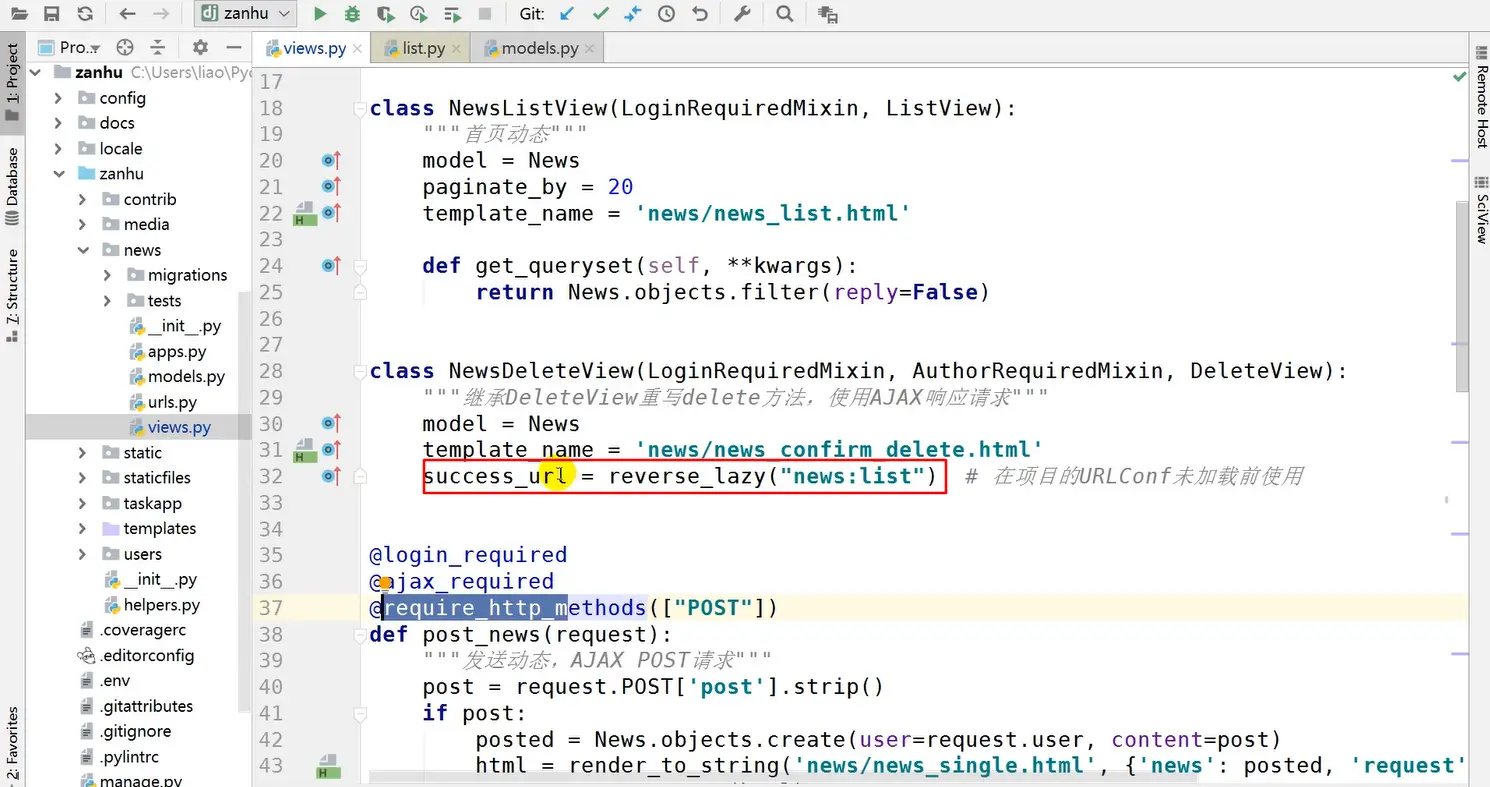 zanhu
Git:
1: Project
Database
Z: Structure
2: Favorites
Pro..
zanhu C:\Users\liao\Pyc
config
docs
locale
zanhu
contrib
media
news
migrations
tests
__init__.py
apps.py
models.py
urls.py
views.py
static
staticfiles
taskapp
templates
users
__init__.py
helpers.py
.coveragerc
.editorconfig
.env
.gitattributes
.gitignore
.pylintrc
manage.py
views.py
list.py
models.py
17
18 class NewsListView(LoginRequiredMixin, ListView):
19 """首页动态"""
20 model = News
21 paginate_by = 20
22 template_name = 'news/news_list.html'
23
24 def get_queryset(self, **kwargs):
25 return News.objects.filter(reply=False)
26
27
28 class NewsDeleteView(LoginRequiredMixin, AuthorRequiredMixin, DeleteView):
29 """继承DeleteView重写delete方法，使用AJAX响应请求"""
30 model = News
31 template_name = 'news/news_confirm_delete.html'
32 success_url = reverse_lazy("news:list") # 在项目的URLConf未加载前使用
33
34
35 @login_required
36 @ajax_required
37 @require_http_methods(["POST"])
38 def post_news(request):
39 """发送动态，AJAX POST请求"""
40 post = request.POST['post'].strip()
41 if post:
42 posted = News.objects.create(user=request.user, content=post)
43 html = render_to_string('news/news_single.html', {'news': posted, 'request'
Remote Host
SciView